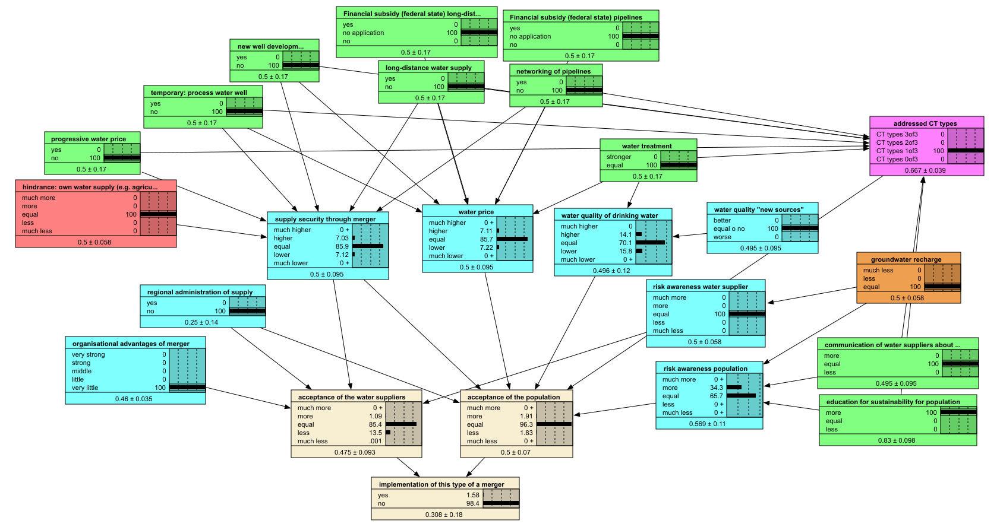 Financial subsidy (federal state) long-dist...
yes 0
no application 100
no 0
0.5 ± 0.17
Financial subsidy (federal state) pipelines
yes 0
no application 100
no 0
0.5 ± 0.17
new well developm...
yes 0
no 100
0.5 ± 0.17
long-distance water supply
yes 0
no 100
0.5 ± 0.17
networking of pipelines
yes 0
no 100
0.5 ± 0.17
temporary: process water well
yes 0
no 100
0.5 ± 0.17
addressed CT types
CT types 3of3 0
CT types 2of3 0
CT types 1of3 100
CT types 0of3 0
0.667 ± 0.039
progressive water price
yes 0
no 100
0.5 ± 0.17
water treatment
stronger 0
equal 100
0.5 ± 0.17
hindrance: own water supply (e.g. agricu...
much more 0
more 0
equal 100
less 0
much less 0
0.5 ± 0.058
supply security through merger
much higher 0 +
higher 7.03
equal 85.9
lower 7.12
much lower 0 +
0.5 ± 0.095
water price
much higher 0 +
higher 7.11
equal 85.7
lower 7.22
much lower 0 +
0.5 ± 0.095
water quality of drinking water
much higher 0
higher 14.1
equal 70.1
lower 15.8
much lower 0 +
0.496 ± 0.12
water quality "new sources"
better 0
equal o no 100
worse 0
0.495 ± 0.095
groundwater recharge
much less 0
less 0
equal 100
0.5 ± 0.058
risk awareness water supplier
much more 0
more 0
equal 100
less 0
much less 0
0.5 ± 0.058
regional administration of supply
yes 0
no 100
0.25 ± 0.14
organisational advantages of merger
very strong 0
strong 0
middle 0
little 0
very little 100
0.46 ± 0.035
communication of water suppliers about ...
more 0
equal 100
less 0
0.495 ± 0.095
risk awareness population
much more 0 +
more 34.3
equal 65.7
less 0 +
much less 0 +
0.569 ± 0.11
education for sustainability for population
more 100
equal 0
less 0
0.83 ± 0.098
acceptance of the water suppliers
much more 0 +
more 1.09
equal 85.4
less 13.5
much less .001
0.475 ± 0.093
acceptance of the population
much more 0 +
more 1.91
equal 96.3
less 1.83
much less 0 +
0.5 ± 0.07
implementation of this type of a merger
yes 1.58
no 98.4
0.308 ± 0.18